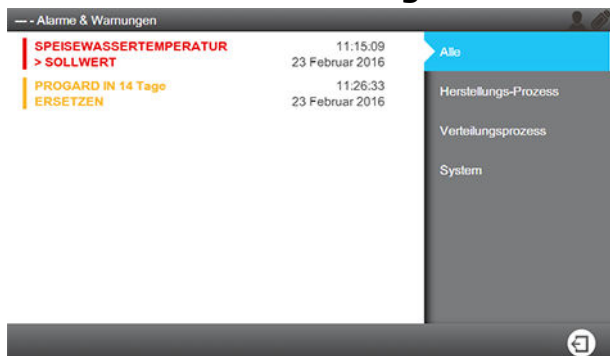 — - Alarme & Warnungen
SPEISEWASSERTEMPERATUR 11:15:09
> SOLLWERT 23 Februar 2016
PROGARD IN 14 Tage 11:26:33
ERSETZEN 23 Februar 2016
Alle
Herstellungs-Prozess
Verteilungsprozess
System